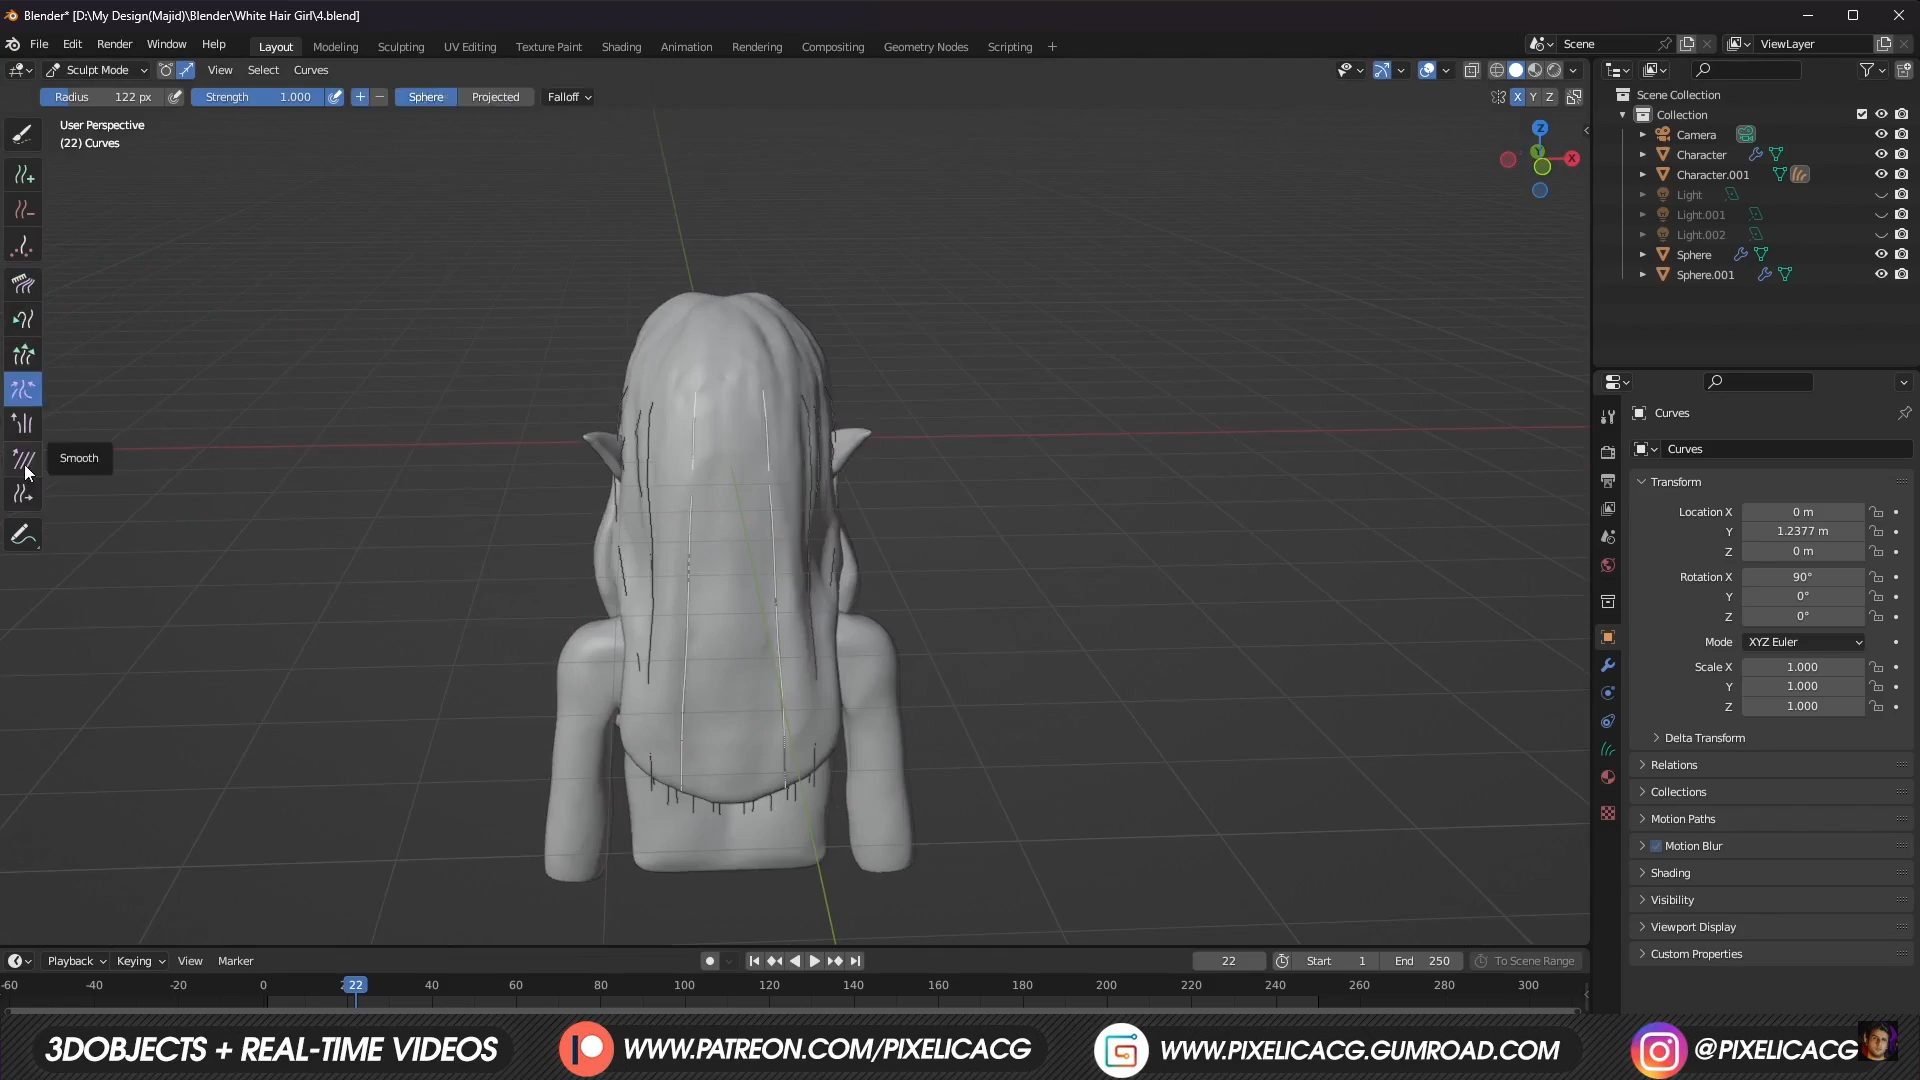 Blender* [D:\My Design(Majid)\Blender\White Hair Girl\4.blend]
File Edit Render Window Help Layout Modeling Sculpting UV Editing Texture Paint Shading Animation Rendering Compositing Geometry Nodes Scripting + Scene ViewLayer
Sculpt Mode View Select Curves
Radius 122 px Strength 1.000 Sphere Projected Falloff X Y Z
User Perspective
(22) Curves
Z
X
Y
Smooth
Scene Collection
Collection
Camera
Character
Character.001
Light
Light.001
Light.002
Sphere
Sphere.001
Curves
Curves
Transform
Location X 0 m
Y 1.2377 m
Z 0 m
Rotation X 90°
Y 0°
Z 0°
Mode XYZ Euler
Scale X 1.000
Y 1.000
Z 1.000
Delta Transform
Relations
Collections
Motion Paths
Motion Blur
Shading
Visibility
Viewport Display
Custom Properties
Playback Keying View Marker 22 Start 1 End 250 To Scene Range
-60 -40 -20 0 22 40 60 80 100 120 140 160 180 200 220 240 260 280 300
3DOBJECTS + REAL-TIME VIDEOS WWW.PATREON.COM/PIXELICACG WWW.PIXELICACG.GUMROAD.COM @PIXELICACG